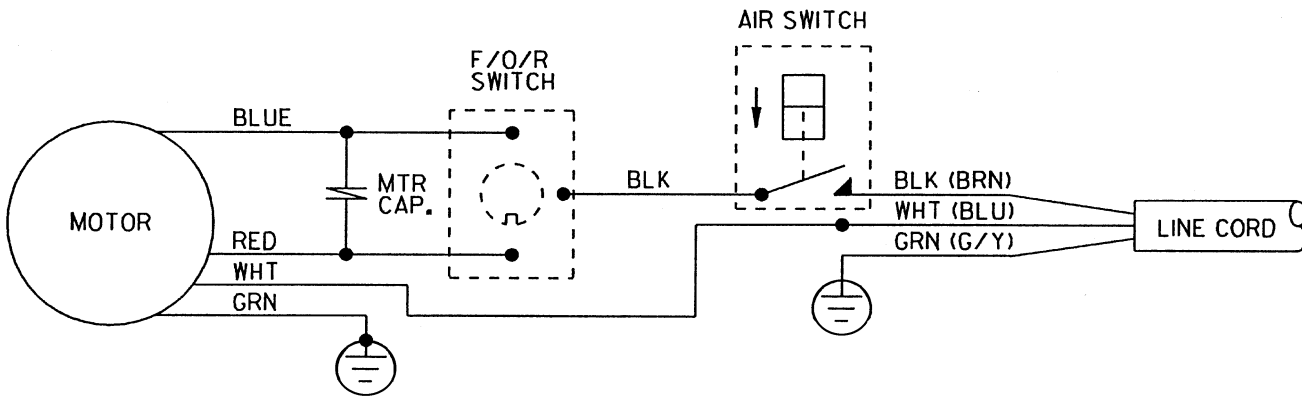 AIR SWITCH
F/O/R
SWITCH
BLUE
MTR
CAP.
BLK
BLK (BRN)
WHT (BLU)
GRN (G/Y)
LINE CORD
MOTOR
RED
WHT
GRN